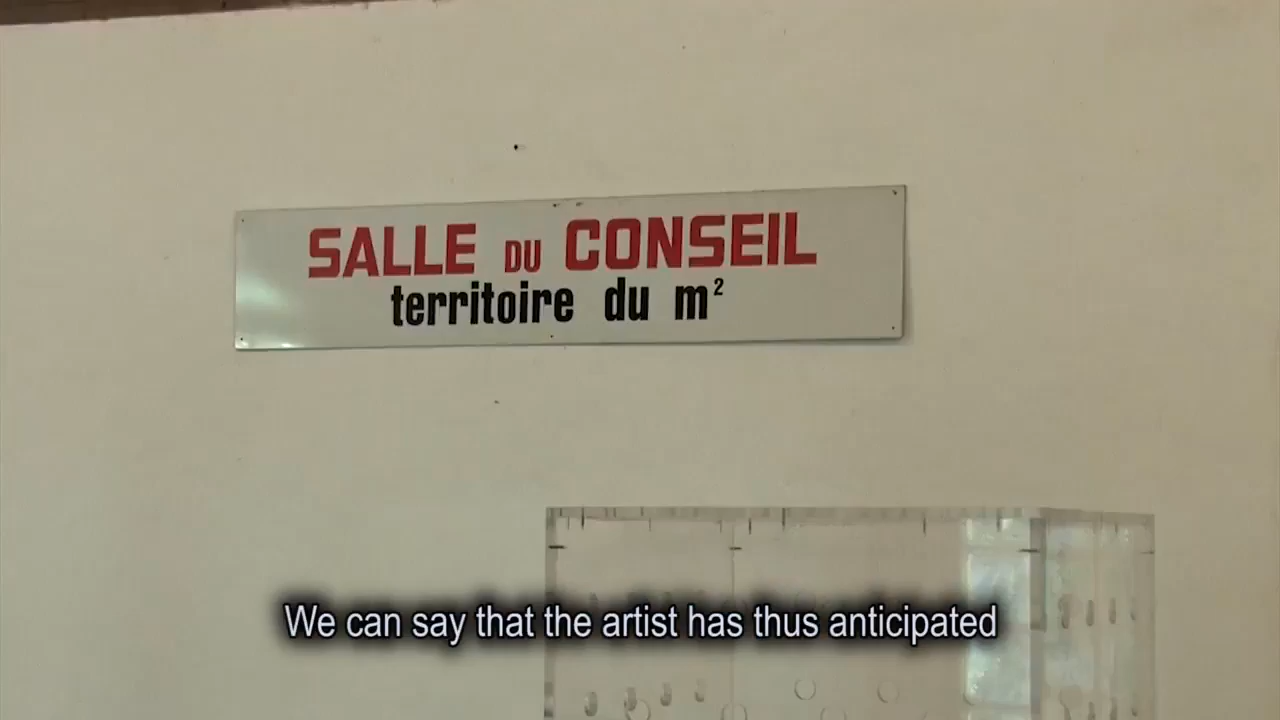 SALLE DU CONSEIL
territoire du m²
We can say that the artist has thus anticipated